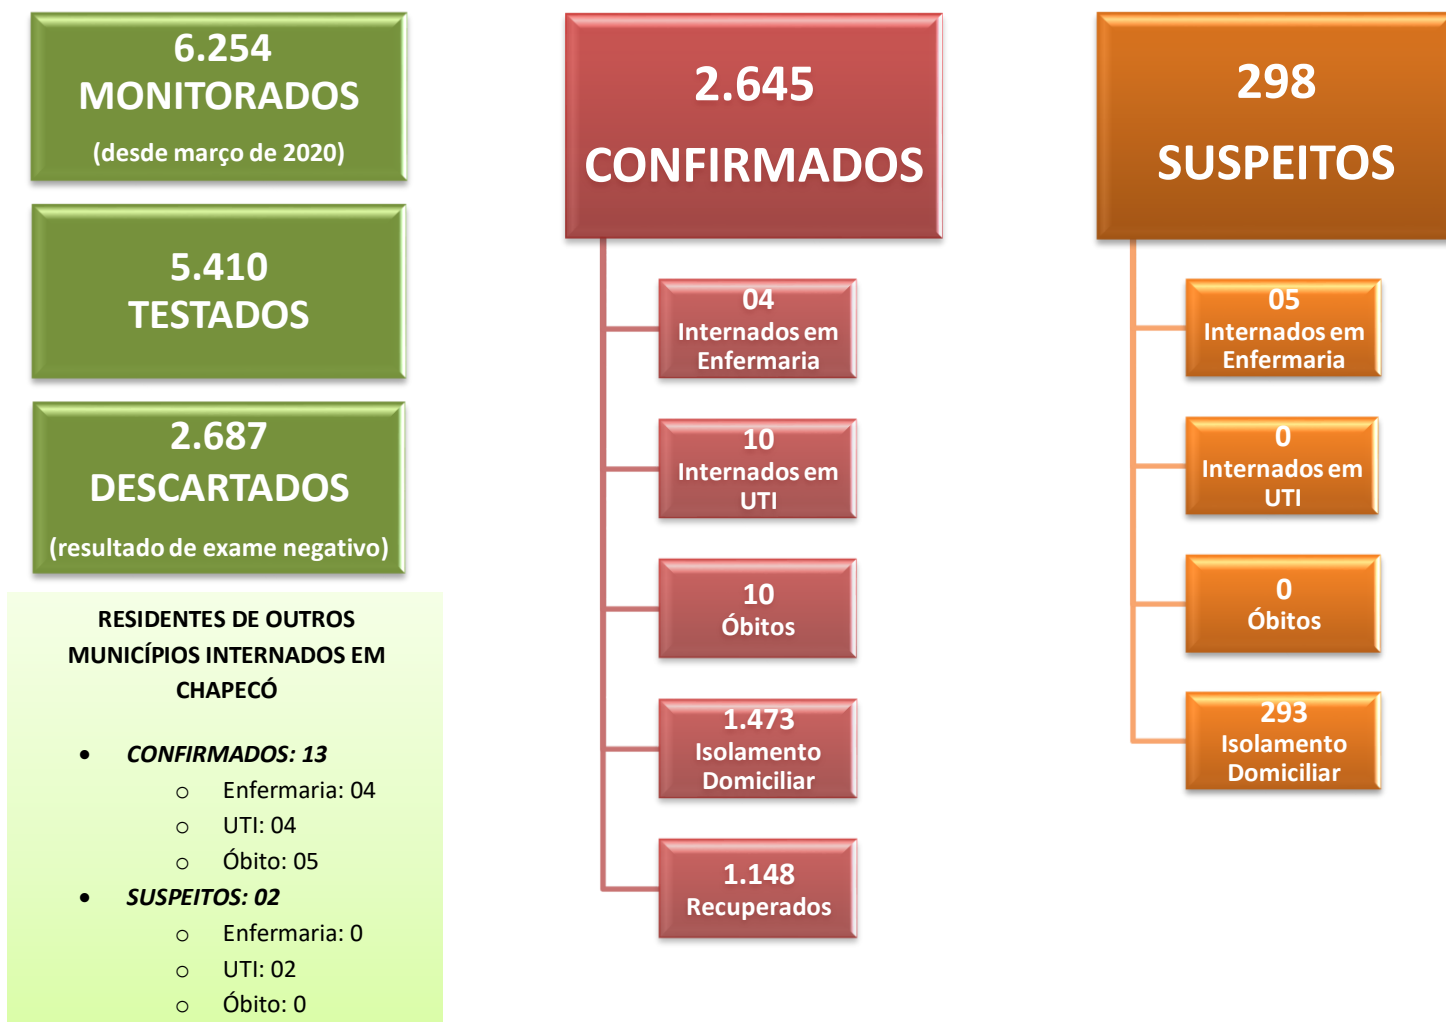 6.254
MONITORADOS
(desde março de 2020)
5.410
TESTADOS
2.687
DESCARTADOS
(resultado de exame negativo)
RESIDENTES DE OUTROS
MUNICÍPIOS INTERNADOS EM
CHAPECÓ
• CONFIRMADOS: 13
o Enfermaria: 04
o UTI: 04
o Óbito: 05
• SUSPEITOS: 02
o Enfermaria: 0
o UTI: 02
o Óbito: 0
2.645
CONFIRMADOS
04
Internados em
Enfermaria
10
Internados em
UTI
10
Óbitos
1.473
Isolamento
Domiciliar
1.148
Recuperados
298
SUSPEITOS
05
Internados em
Enfermaria
0
Internados em
UTI
0
Óbitos
293
Isolamento
Domiciliar